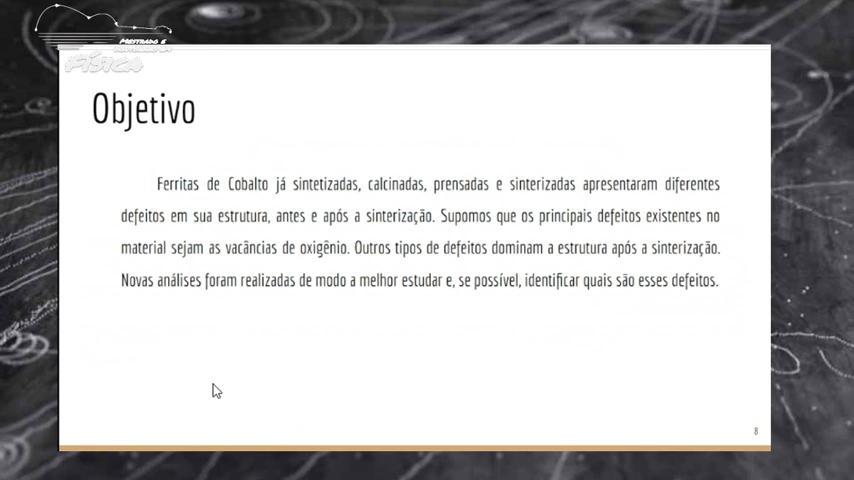 MESTRADO E
FÍSICA
Objetivo
Ferritas de Cobalto já sintetizadas, calcinadas, prensadas e sinterizadas apresentaram diferentes
defeitos em sua estrutura, antes e após a sinterização. Supomos que os principais defeitos existentes no
material sejam as vacâncias de oxigênio. Outros tipos de defeitos dominam a estrutura após a sinterização.
Novas análises foram realizadas de modo a melhor estudar e, se possível, identificar quais são esses defeitos.
8